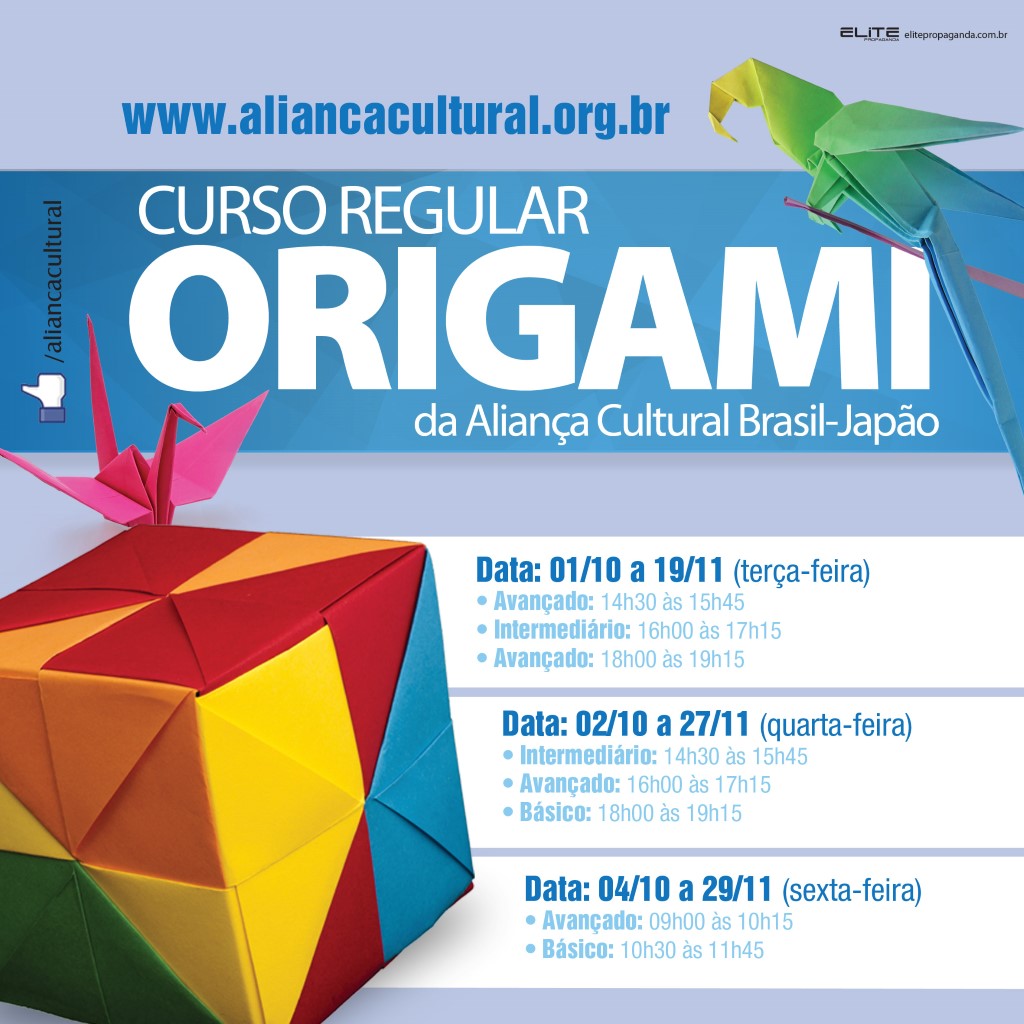 ELITE PROPAGANDA elitepropaganda.com.br
www.aliancacultural.org.br
/aliancacultural
CURSO REGULAR
ORIGAMI
da Aliança Cultural Brasil-Japão
Data: 01/10 a 19/11 (terça-feira)
• Avançado: 14h30 às 15h45
• Intermediário: 16h00 às 17h15
• Avançado: 18h00 às 19h15
Data: 02/10 a 27/11 (quarta-feira)
• Intermediário: 14h30 às 15h45
• Avançado: 16h00 às 17h15
• Básico: 18h00 às 19h15
Data: 04/10 a 29/11 (sexta-feira)
• Avançado: 09h00 às 10h15
• Básico: 10h30 às 11h45